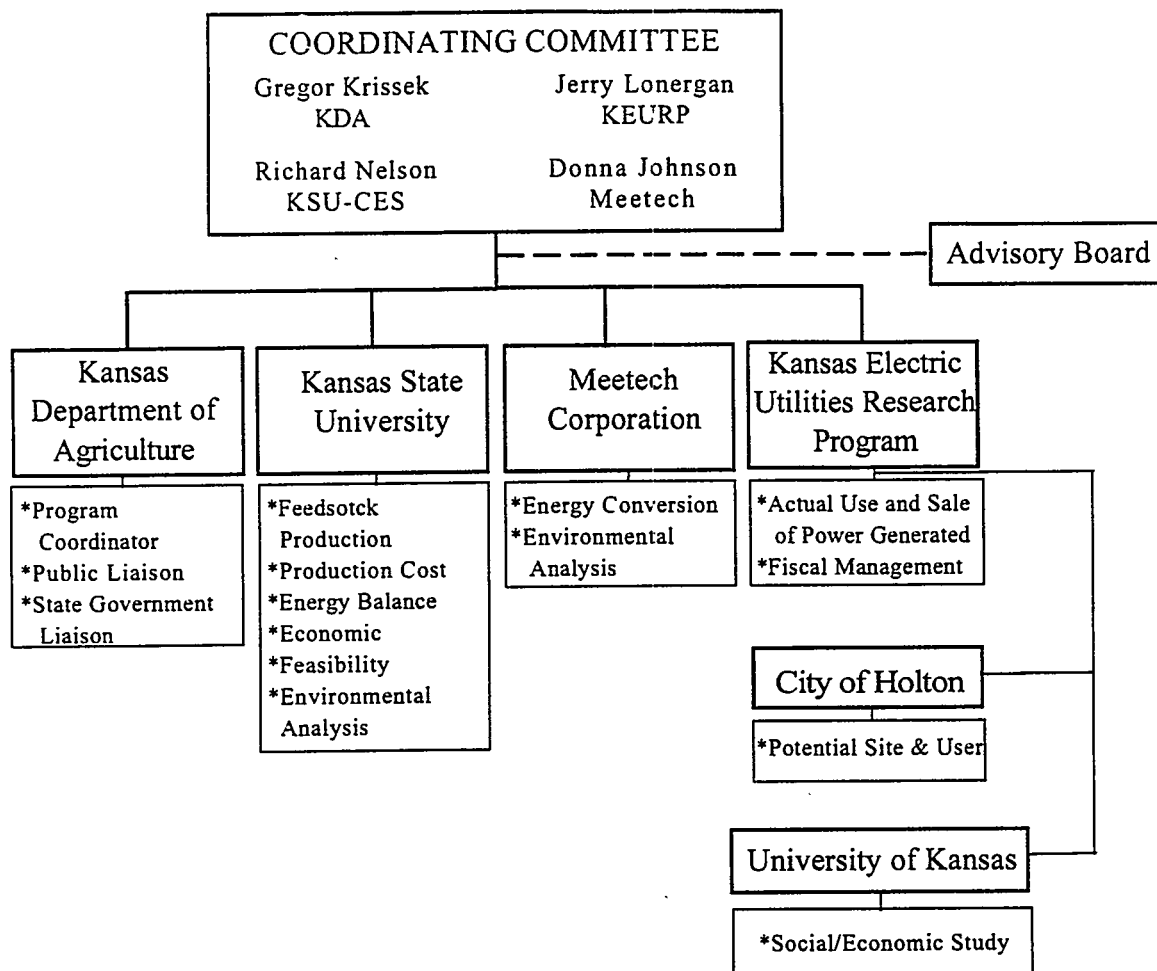 COORDINATING COMMITTEE
Gregor Krissek
KDA
Jerry Lonergan
KEURP
Richard Nelson
KSU-CES
Donna Johnson
Meetech
Advisory Board
Kansas
Department of
Agriculture
*Program
Coordinator
*Public Liaison
*State Government
Liaison
Kansas State
University
*Feedsotck
Production
*Production Cost
*Energy Balance
*Economic
*Feasibility
*Environmental
Analysis
Meetech
Corporation
*Energy Conversion
*Environmental
Analysis
Kansas Electric
Utilities Research
Program
*Actual Use and Sale
of Power Generated
*Fiscal Management
City of Holton
*Potential Site & User
University of Kansas
*Social/Economic Study